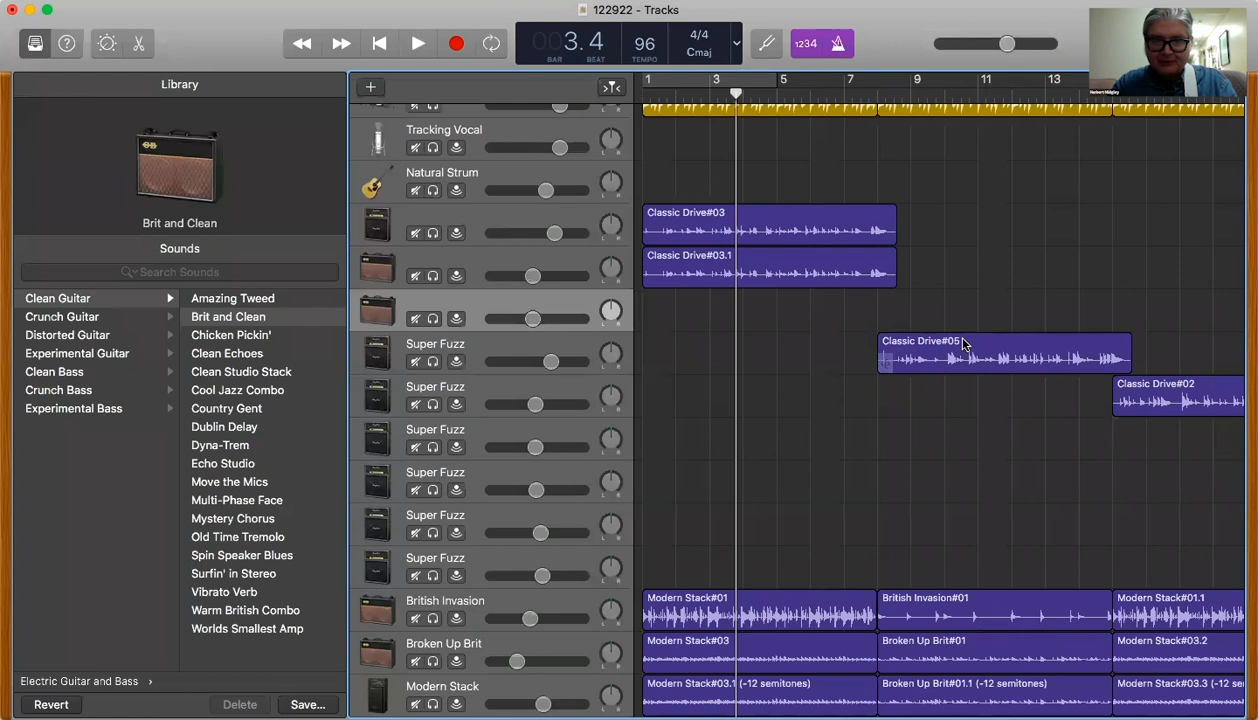 122922 - Tracks
003.4
BAR
BEAT
96
TEMPO
4/4
Cmaj
1234
Herbert Midgley
Library
Brit and Clean
Sounds
Search Sounds
Clean Guitar
Crunch Guitar
Distorted Guitar
Experimental Guitar
Clean Bass
Crunch Bass
Experimental Bass
Amazing Tweed
Brit and Clean
Chicken Pickin'
Clean Echoes
Clean Studio Stack
Cool Jazz Combo
Country Gent
Dublin Delay
Dyna-Trem
Echo Studio
Move the Mics
Multi-Phase Face
Mystery Chorus
Old Time Tremolo
Spin Speaker Blues
Surfin' in Stereo
Vibrato Verb
Warm British Combo
Worlds Smallest Amp
Electric Guitar and Bass
Revert
Delete
Save...
1 3 5 7 9 11 13
Tracking Vocal
Natural Strum
Super Fuzz
Super Fuzz
Super Fuzz
Super Fuzz
Super Fuzz
Super Fuzz
British Invasion
Broken Up Brit
Modern Stack
Classic Drive#03
Classic Drive#03.1
Classic Drive#05
Classic Drive#02
Modern Stack#01
British Invasion#01
Modern Stack#01.1
Modern Stack#03
Broken Up Brit#01
Modern Stack#03.2
Modern Stack#03.1 (-12 semitones)
Broken Up Brit#01.1 (-12 semitones)
Modern Stack#03.3 (-12 se